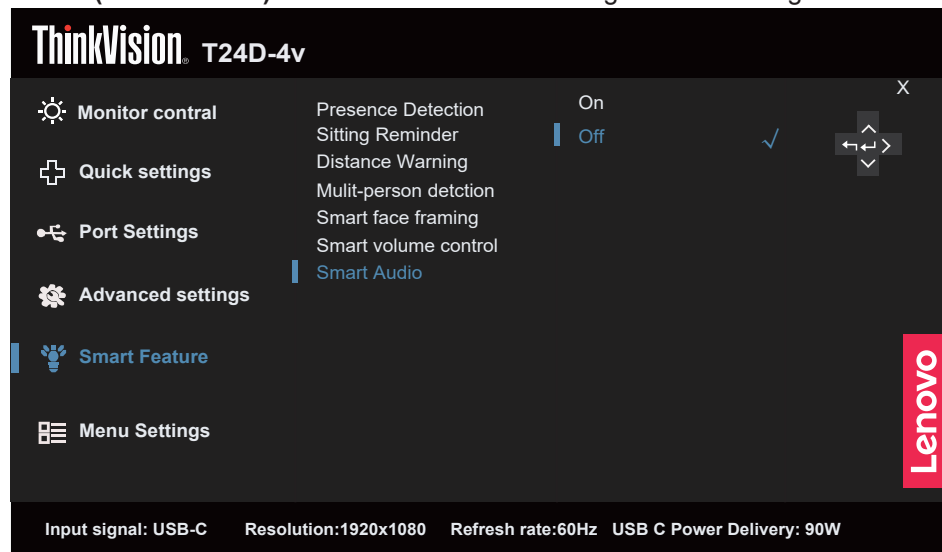 ThinkVision® T24D-4v
X
Monitor contral
Quick settings
Port Settings
Advanced settings
Smart Feature
Menu Settings
Presence Detection
Sitting Reminder
Distance Warning
Mulit-person detction
Smart face framing
Smart volume control
Smart Audio
On
Off √
Lenovo
Input signal: USB-C Resolution:1920x1080 Refresh rate:60Hz USB C Power Delivery: 90W